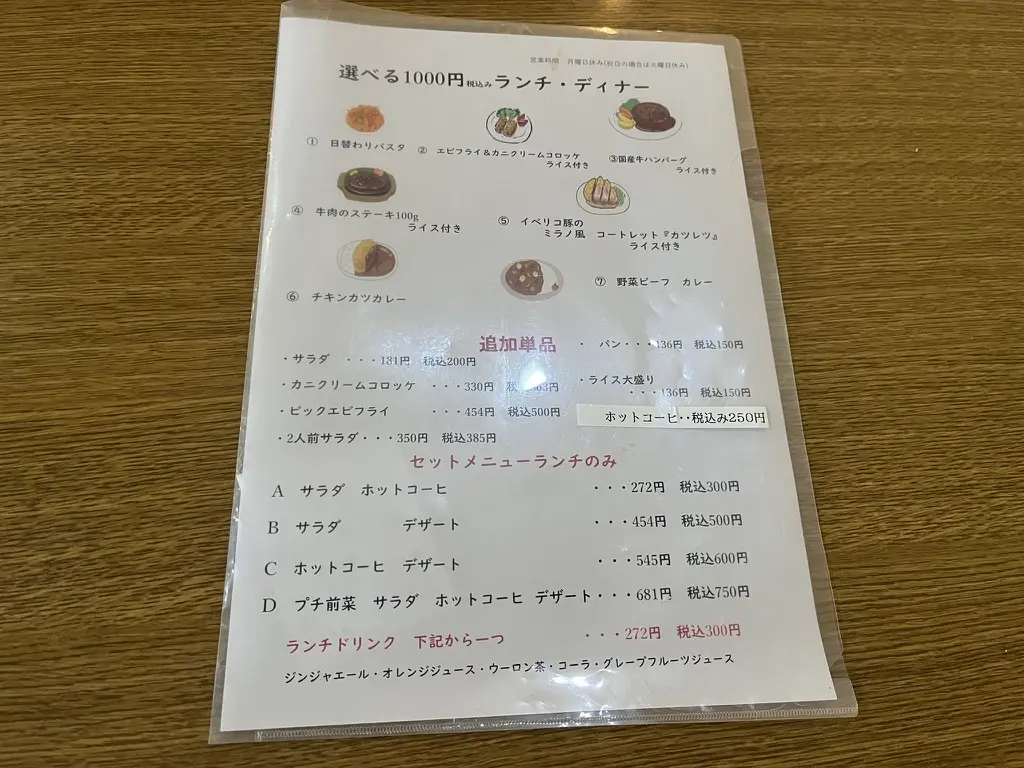 営業時間 月曜日休み(祝日の場合は火曜日休み)
選べる1000円税込みランチ・ディナー
① 日替わりパスタ
② エビフライ&カニクリームコロッケ
ライス付き
③国産牛ハンバーグ
ライス付き
④ 牛肉のステーキ100g
ライス付き
⑤ イベリコ豚の
ミラノ風 コートレット『カツレツ』
ライス付き
⑥ チキンカツカレー
⑦ 野菜ビーフ カレー
追加単品
・サラダ ・・・181円 税込200円
・ パン・・・136円 税込150円
・カニクリームコロッケ ・・・330円
・ライス大盛り
・・・136円 税込150円
・ビックエビフライ ・・・454円 税込500円
ホットコーヒ‥税込み250円
・2人前サラダ・・・350円 税込385円
セットメニューランチのみ
A サラダ ホットコーヒ ・・・272円 税込300円
B サラダ デザート ・・・454円 税込500円
C ホットコーヒ デザート ・・・545円 税込600円
D プチ前菜 サラダ ホットコーヒ デザート・・・681円 税込750円
ランチドリンク 下記から一つ ・・・272円 税込300円
ジンジャエール・オレンジジュース・ウーロン茶・コーラ・グレープフルーツジュース